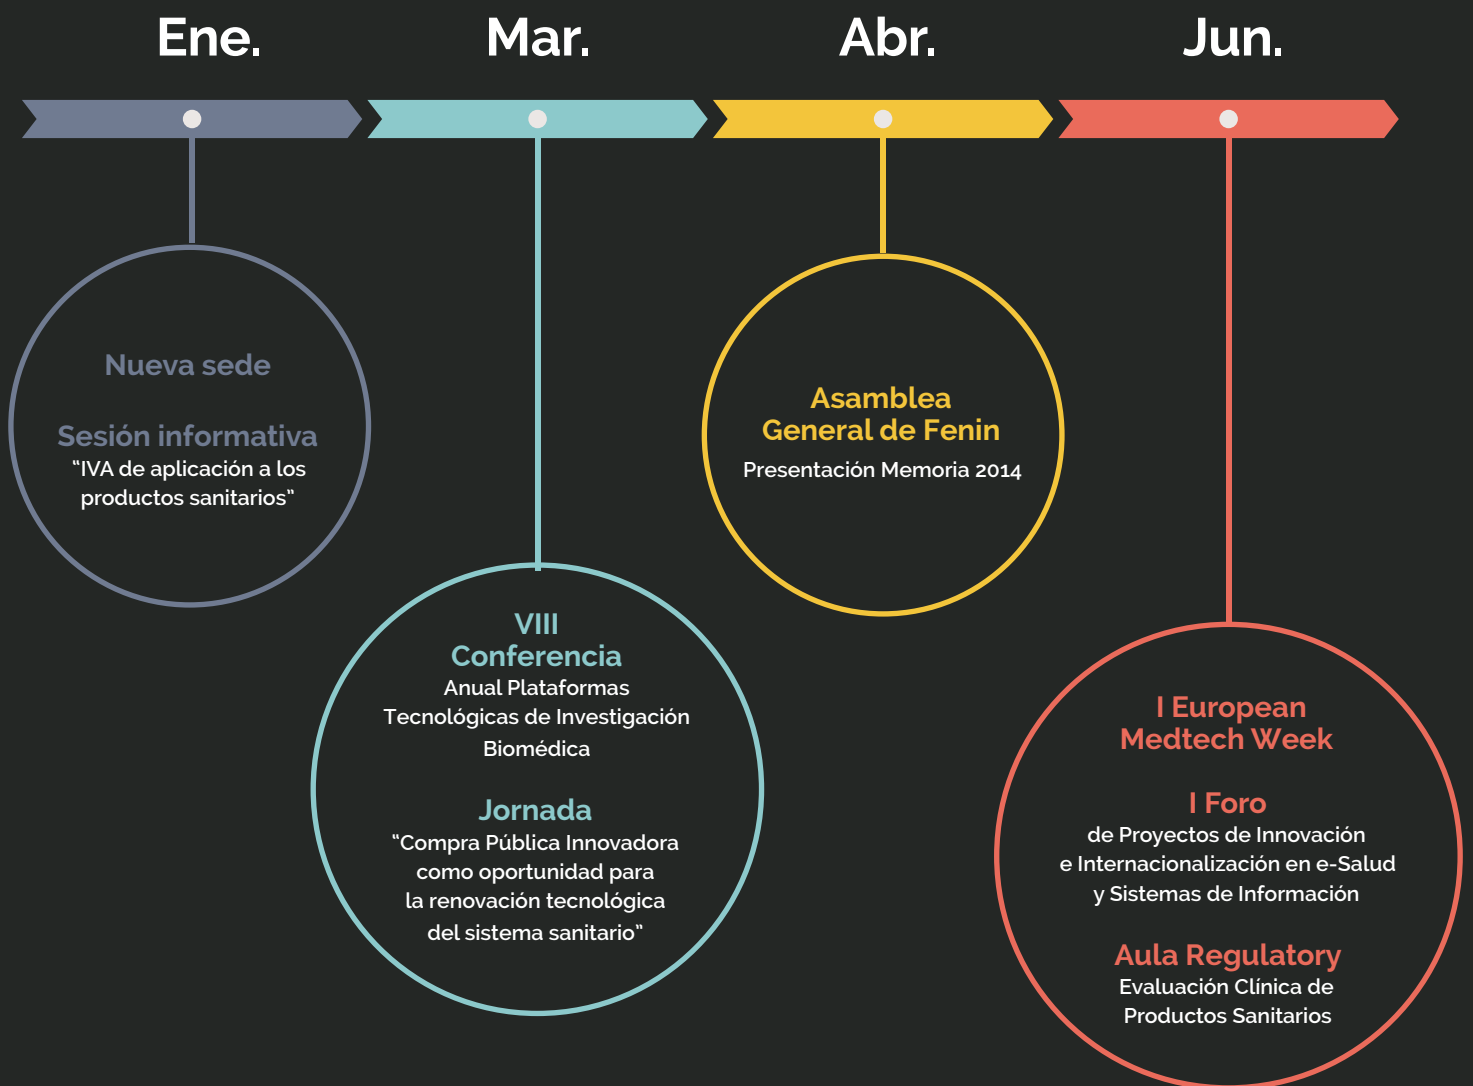 Ene.
Mar.
Abr.
Jun.
Nueva sede
Sesión informativa
“IVA de aplicación a los
productos sanitarios”
VIII
Conferencia
Anual Plataformas
Tecnológicas de Investigación
Biomédica
Jornada
“Compra Pública Innovadora
como oportunidad para
la renovación tecnológica
del sistema sanitario”
Asamblea
General de Fenin
Presentación Memoria 2014
I European
Medtech Week
I Foro
de Proyectos de Innovación
e Internacionalización en e-Salud
y Sistemas de Información
Aula Regulatory
Evaluación Clínica de
Productos Sanitarios